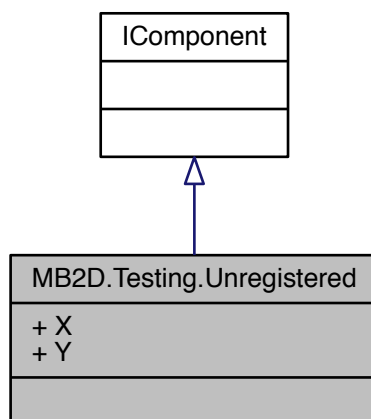 IComponent
MB2D.Testing.Unregistered
+ X
+ Y